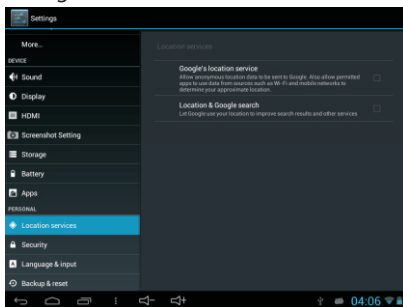 Settings
More...
DEVICE
Sound
Display
HDMI
Screenshot Setting
Storage
Battery
Apps
PERSONAL
Location services
Security
Language & input
Backup & reset
Location services
Google's location service
Allow anonymous location data to be sent to Google. Also allow permitted
apps to use data from sources such as Wi-Fi and mobile networks to
determine your approximate location.
Location & Google search
Let Google use your location to improve search results and other services
04:06